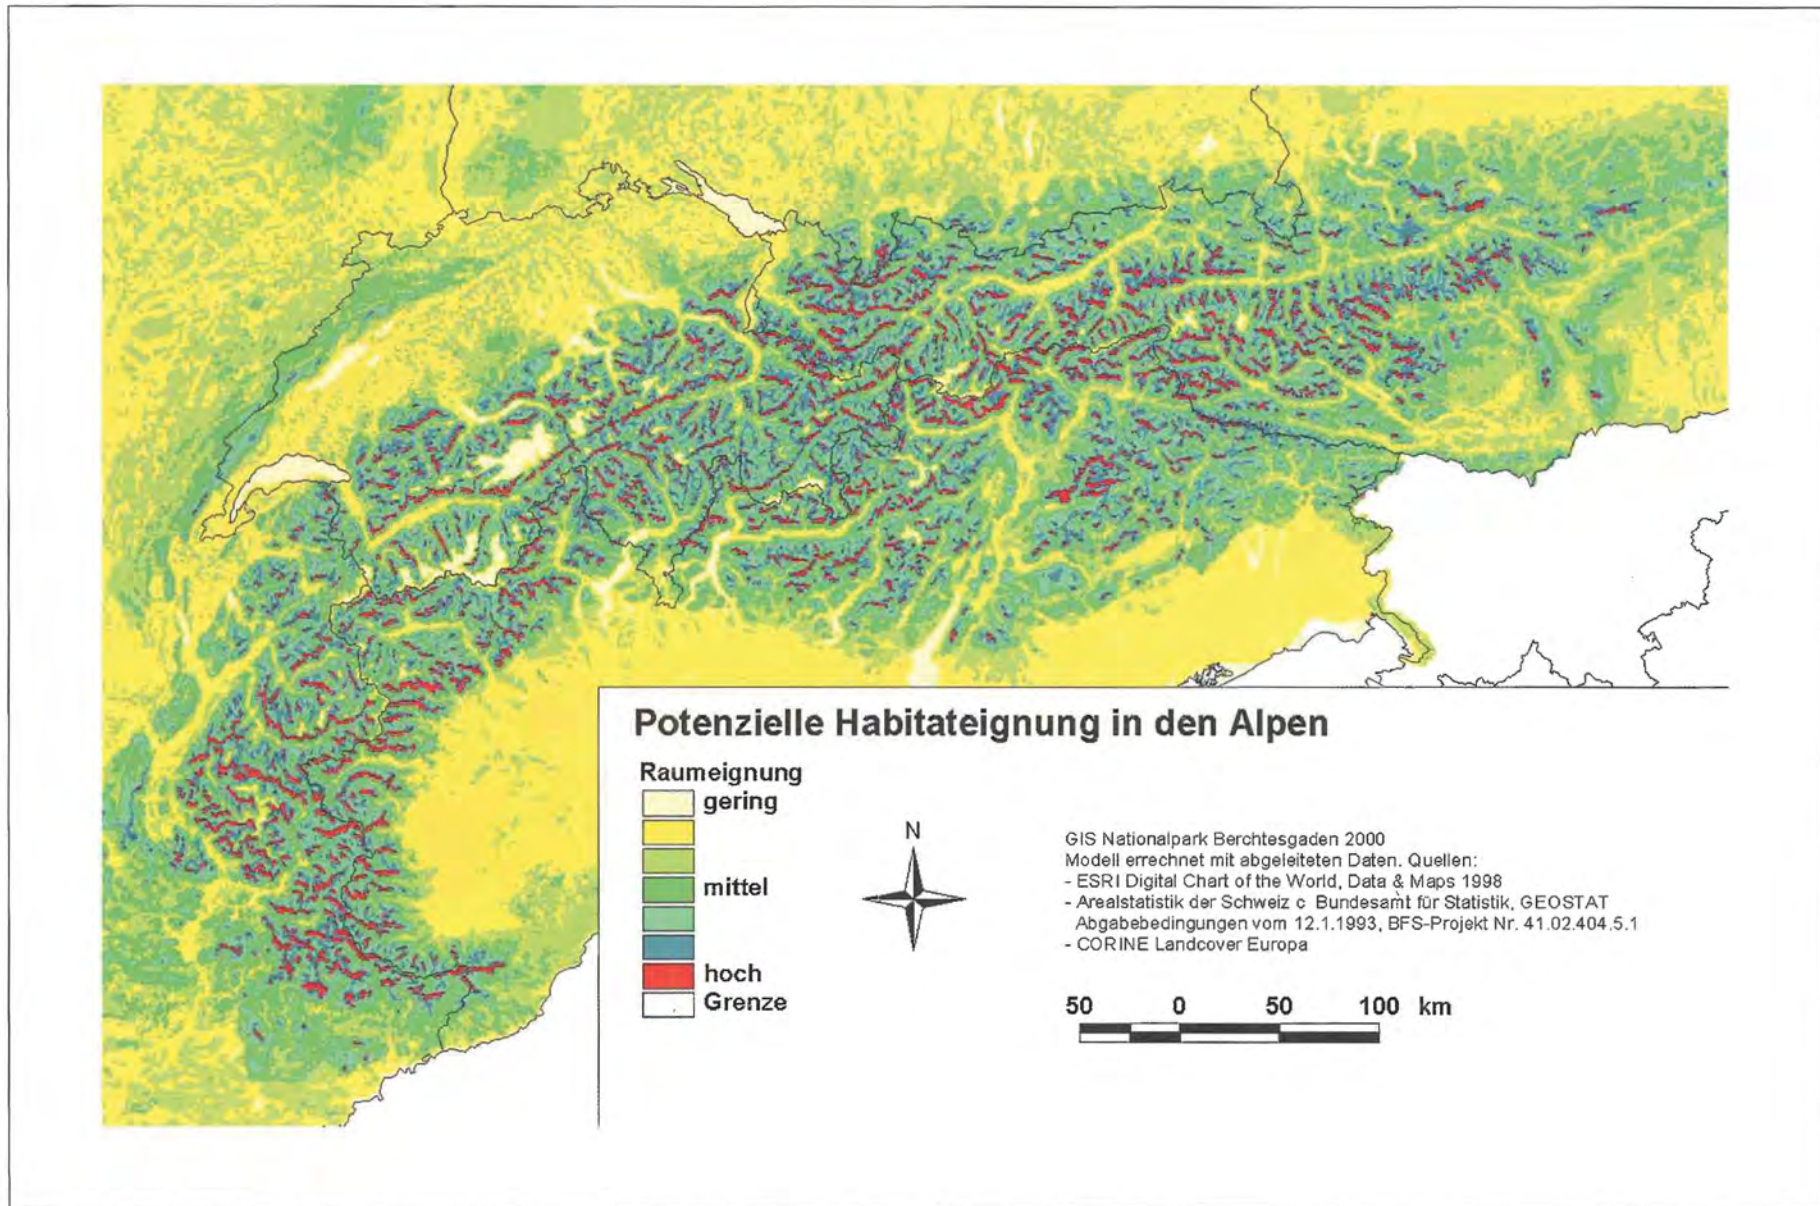 Potenzielle Habitateignung in den Alpen
Raumeignung
gering
mittel
hoch
Grenze
N
GIS Nationalpark Berchtesgaden 2000
Modell errechnet mit abgeleiteten Daten. Quellen:
- ESRI Digital Chart of the World, Data & Maps 1998
- Arealstatistik der Schweiz c Bundesamt für Statistik, GEOSTAT
Abgabebedingungen vom 12.1.1993, BFS-Projekt Nr. 41.02.404.5.1
- CORINE Landcover Europa
50 0 50 100 km